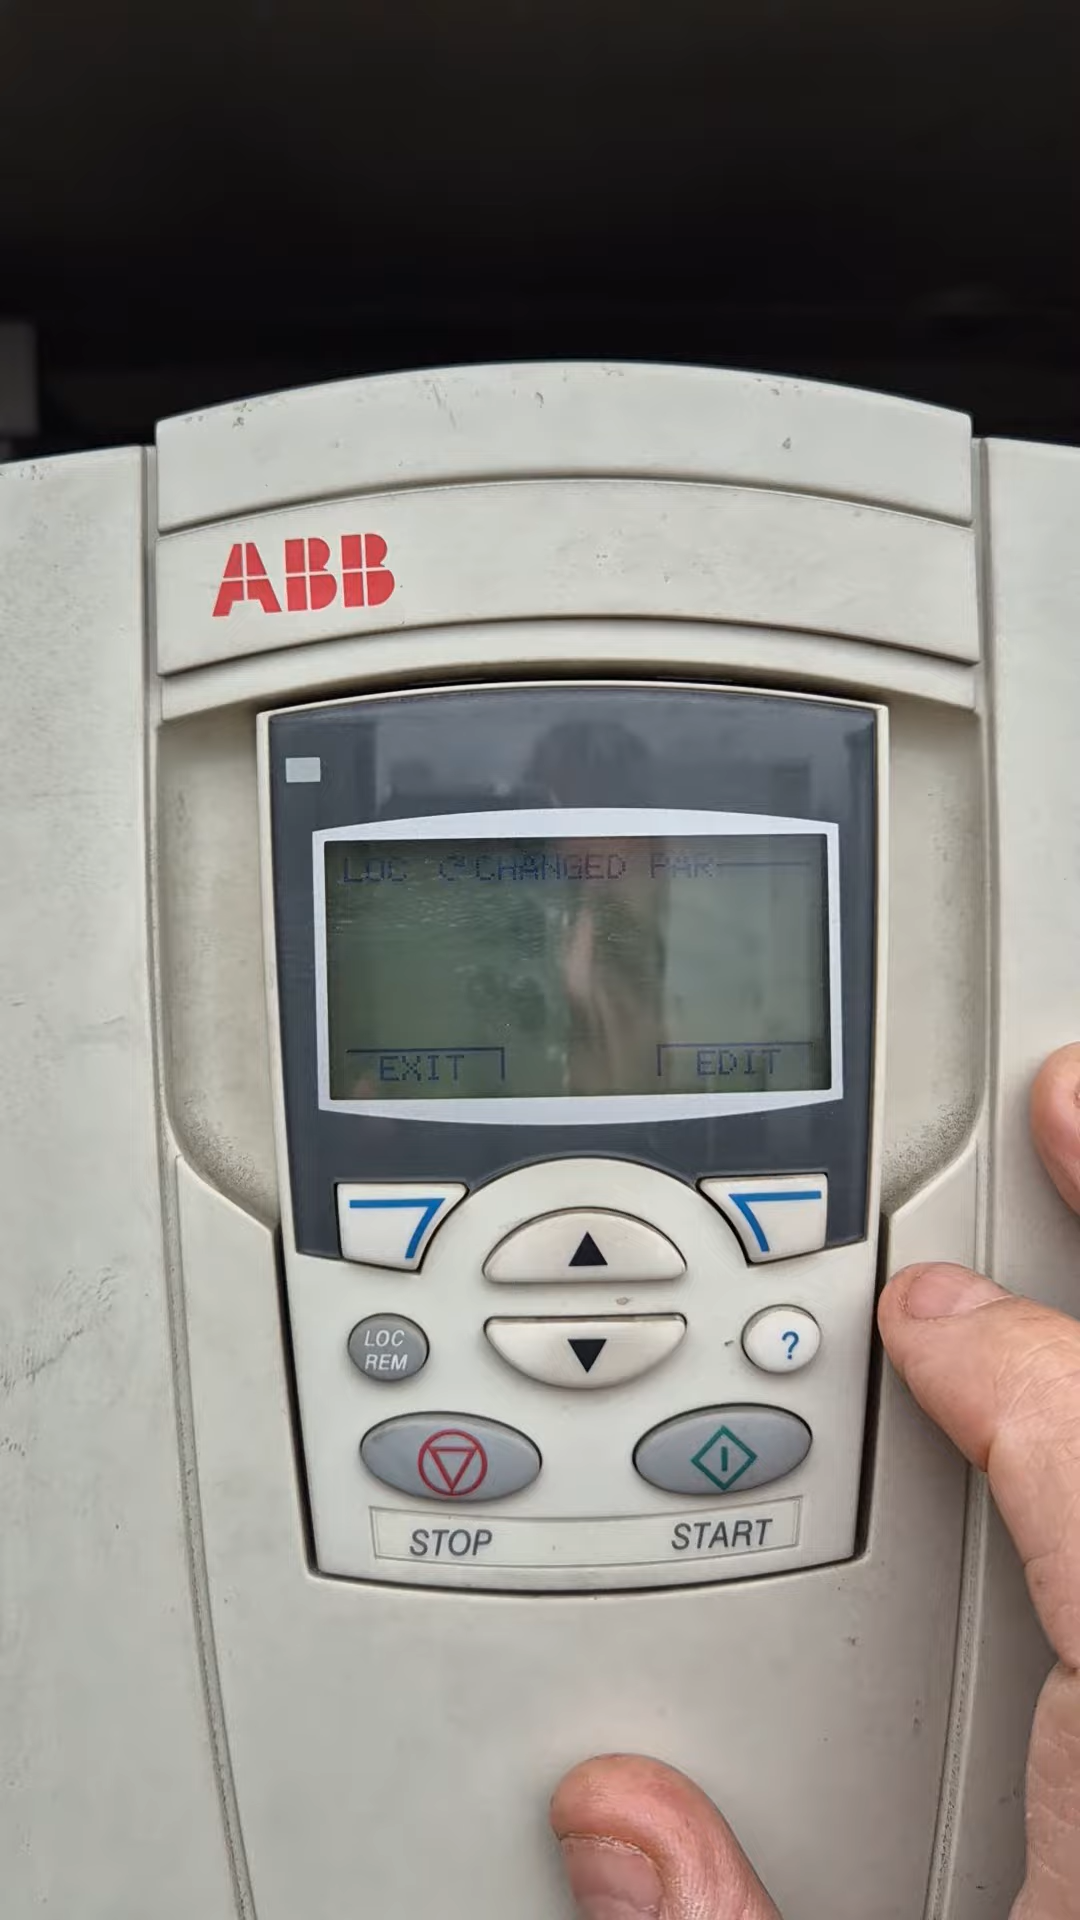 ABB
LOC CHANGED PAR
EXIT EDIT
LOC
REM
?
STOP START